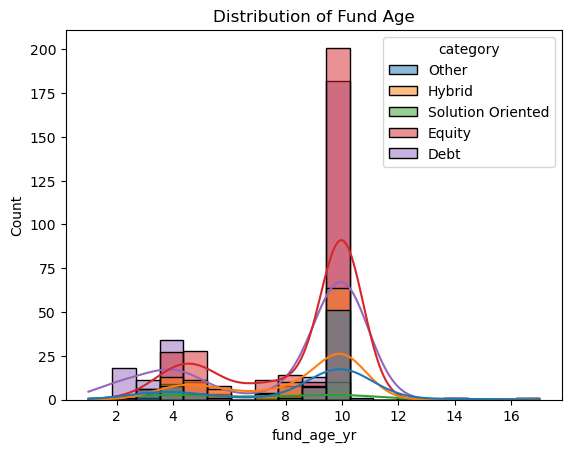 Distribution of Fund Age
200
175
150
125
100
75
50
25
0
Count
category
Other
Hybrid
Solution Oriented
Equity
Debt
2 4 6 8 10 12 14 16
fund_age_yr